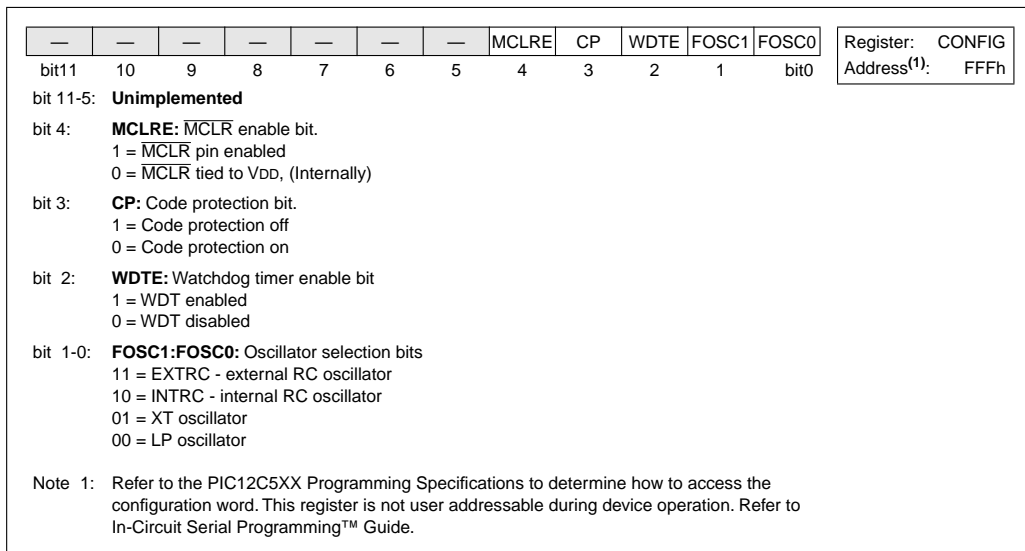 — — — — — — — MCLRE CP WDTE FOSC1 FOSC0 Register: CONFIG
bit11 10 9 8 7 6 5 4 3 2 1 bit0 Address(1): FFFh
bit 11-5: Unimplemented
bit 4: MCLRE: MCLR enable bit.
1 = MCLR pin enabled
0 = MCLR tied to VDD, (Internally)
bit 3: CP: Code protection bit.
1 = Code protection off
0 = Code protection on
bit 2: WDTE: Watchdog timer enable bit
1 = WDT enabled
0 = WDT disabled
bit 1-0: FOSC1:FOSC0: Oscillator selection bits
11 = EXTRC - external RC oscillator
10 = INTRC - internal RC oscillator
01 = XT oscillator
00 = LP oscillator
Note 1: Refer to the PIC12C5XX Programming Specifications to determine how to access the
configuration word. This register is not user addressable during device operation. Refer to
In-Circuit Serial Programming™ Guide.